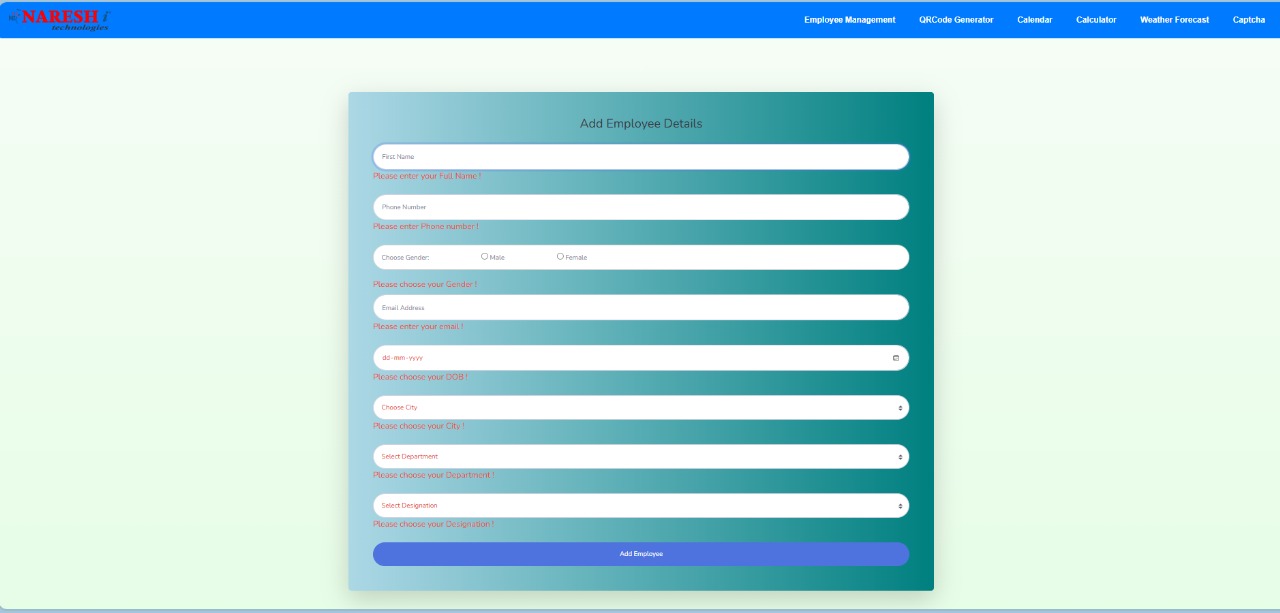 NARESH i
technologies
Employee Management QRCode Generator Calendar Calculator Weather Forecast Captcha
Add Employee Details
First Name
Please enter your Full Name !
Phone Number
Please enter Phone number !
Choose Gender: Male Female
Please choose your Gender !
Email Address
Please enter your email !
dd-mm-yyyy
Please choose your DOB !
Choose City
Please choose your City !
Select Department
Please choose your Department !
Select Designation
Please choose your Designation !
Add Employee